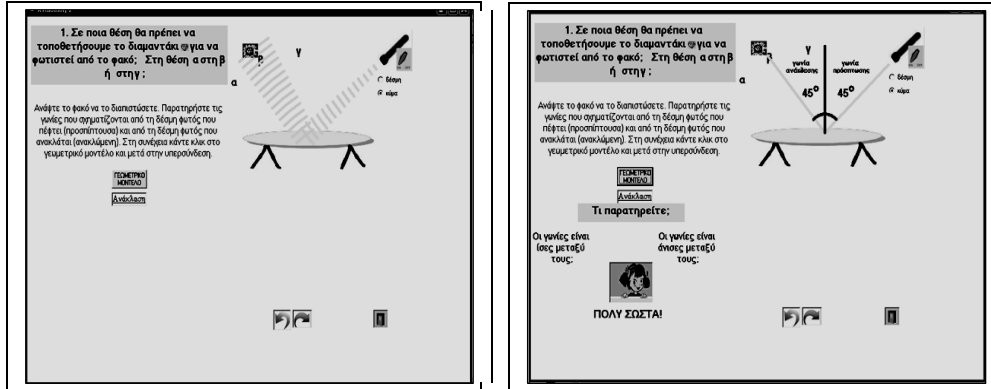 1. Σε ποια θέση θα πρέπει να
τοποθετήσουμε το διαμαντάκι για να
φωτιστεί από το φακό; Στη θέση α στη β
ή στη γ ;
α
β
γ
δέσμη
κύμα
Ανάψτε το φακό να το διαπιστώσετε. Παρατηρήστε τις
γωνίες που σχηματίζονται από τη δέσμη φωτός που
πέφτει (προσπίπτουσα) και από τη δέσμη φωτός που
ανακλάται (ανακλώμενη). Στη συνέχεια κάντε κλικ στο
γεωμετρικό μοντέλο και μετά στην υπερσύνδεση.
ΓΕΩΜΕΤΡΙΚΟ
ΜΟΝΤΕΛΟ
Ανάκλαση
1. Σε ποια θέση θα πρέπει να
τοποθετήσουμε το διαμαντάκι για να
φωτιστεί από το φακό; Στη θέση α στη β
ή στη γ ;
α
γ
γωνία
ανάκλασης
45°
γωνία
πρόσπτωσης
45°
δέσμη
κύμα
Ανάψτε το φακό να το διαπιστώσετε. Παρατηρήστε τις
γωνίες που σχηματίζονται από τη δέσμη φωτός που
πέφτει (προσπίπτουσα) και από τη δέσμη φωτός που
ανακλάται (ανακλώμενη). Στη συνέχεια κάντε κλικ στο
γεωμετρικό μοντέλο και μετά στην υπερσύνδεση.
ΓΕΩΜΕΤΡΙΚΟ
ΜΟΝΤΕΛΟ
Ανάκλαση
Τι παρατηρείτε;
Οι γωνίες είναι
ίσες μεταξύ
τους;
Οι γωνίες είναι
άνισες μεταξύ
τους;
ΠΟΛΥ ΣΩΣΤΑ!